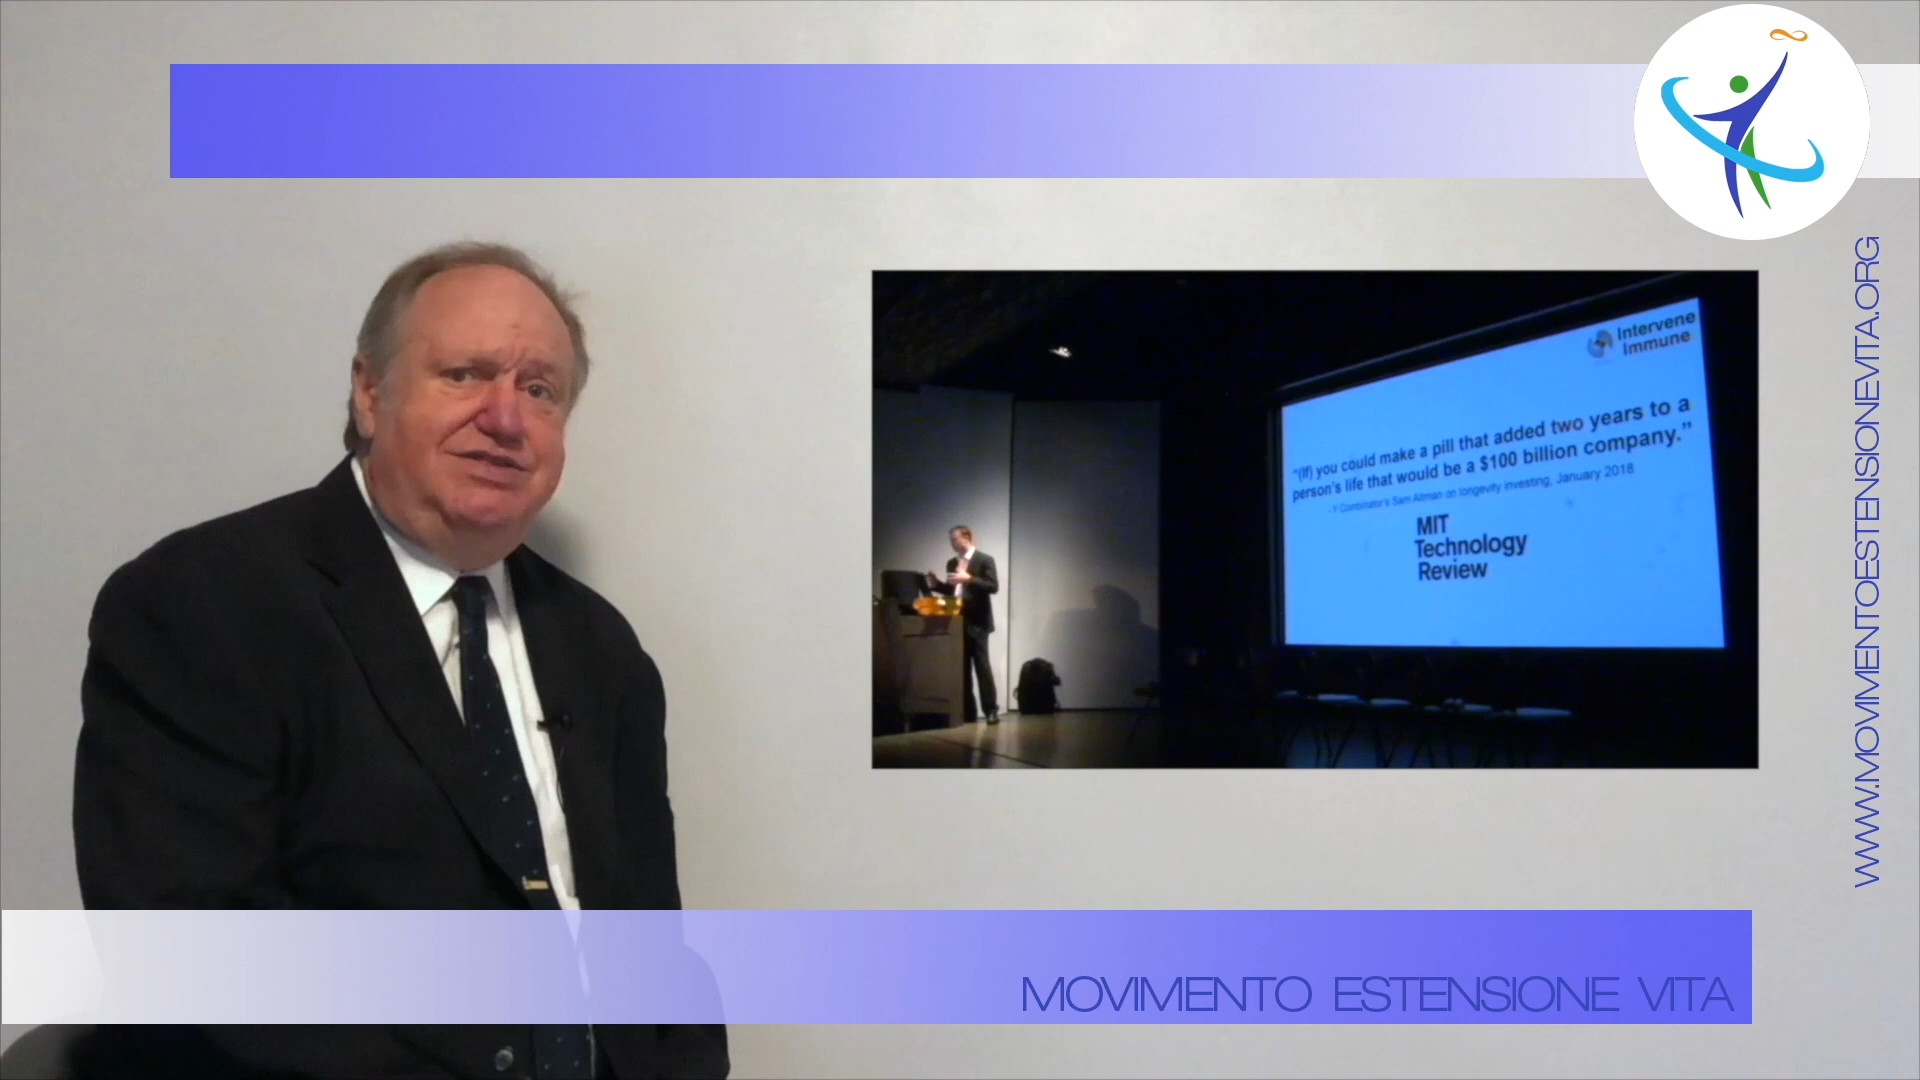 Intervene
Immune
"(If) you could make a pill that added two years to a
person's life that would be a $100 billion company."
- Y Combinator's Sam Altman on longevity investing, January 2018
MIT
Technology
Review
WWW.MOVIMENTOESTENSIONEVITA.ORG
MOVIMENTO ESTENSIONE VITA